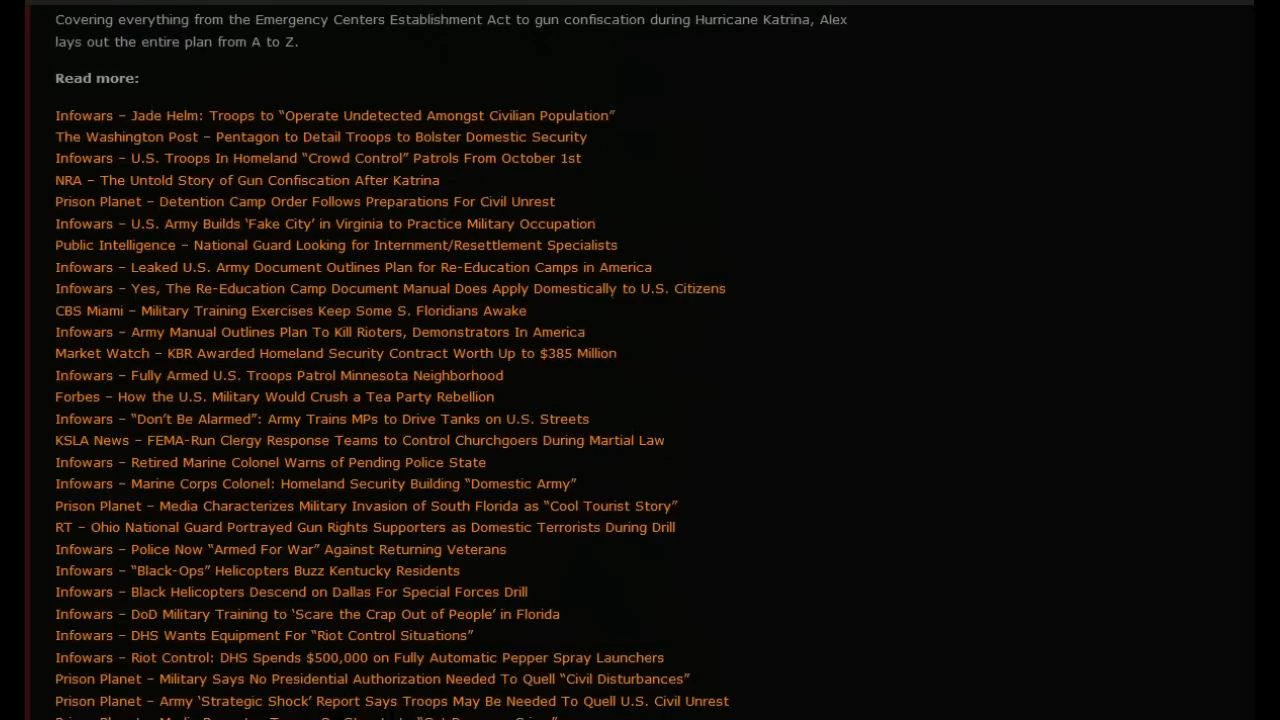 Covering everything from the Emergency Centers Establishment Act to gun confiscation during Hurricane Katrina, Alex
lays out the entire plan from A to Z.
Read more:
Infowars – Jade Helm: Troops to “Operate Undetected Amongst Civilian Population”
The Washington Post – Pentagon to Detail Troops to Bolster Domestic Security
Infowars – U.S. Troops In Homeland “Crowd Control” Patrols From October 1st
NRA – The Untold Story of Gun Confiscation After Katrina
Prison Planet – Detention Camp Order Follows Preparations For Civil Unrest
Infowars – U.S. Army Builds ‘Fake City’ in Virginia to Practice Military Occupation
Public Intelligence – National Guard Looking for Internment/Resettlement Specialists
Infowars – Leaked U.S. Army Document Outlines Plan for Re-Education Camps in America
Infowars – Yes, The Re-Education Camp Document Manual Does Apply Domestically to U.S. Citizens
CBS Miami – Military Training Exercises Keep Some S. Floridians Awake
Infowars – Army Manual Outlines Plan To Kill Rioters, Demonstrators In America
Market Watch – KBR Awarded Homeland Security Contract Worth Up to $385 Million
Infowars – Fully Armed U.S. Troops Patrol Minnesota Neighborhood
Forbes – How the U.S. Military Would Crush a Tea Party Rebellion
Infowars – “Don’t Be Alarmed”: Army Trains MPs to Drive Tanks on U.S. Streets
KSLA News – FEMA-Run Clergy Response Teams to Control Churchgoers During Martial Law
Infowars – Retired Marine Colonel Warns of Pending Police State
Infowars – Marine Corps Colonel: Homeland Security Building “Domestic Army”
Prison Planet – Media Characterizes Military Invasion of South Florida as “Cool Tourist Story”
RT – Ohio National Guard Portrayed Gun Rights Supporters as Domestic Terrorists During Drill
Infowars – Police Now “Armed For War” Against Returning Veterans
Infowars – “Black-Ops” Helicopters Buzz Kentucky Residents
Infowars – Black Helicopters Descend on Dallas For Special Forces Drill
Infowars – DoD Military Training to ‘Scare the Crap Out of People’ in Florida
Infowars – DHS Wants Equipment For “Riot Control Situations”
Infowars – Riot Control: DHS Spends $500,000 on Fully Automatic Pepper Spray Launchers
Prison Planet – Military Says No Presidential Authorization Needed To Quell “Civil Disturbances”
Prison Planet – Army ‘Strategic Shock’ Report Says Troops May Be Needed To Quell U.S. Civil Unrest